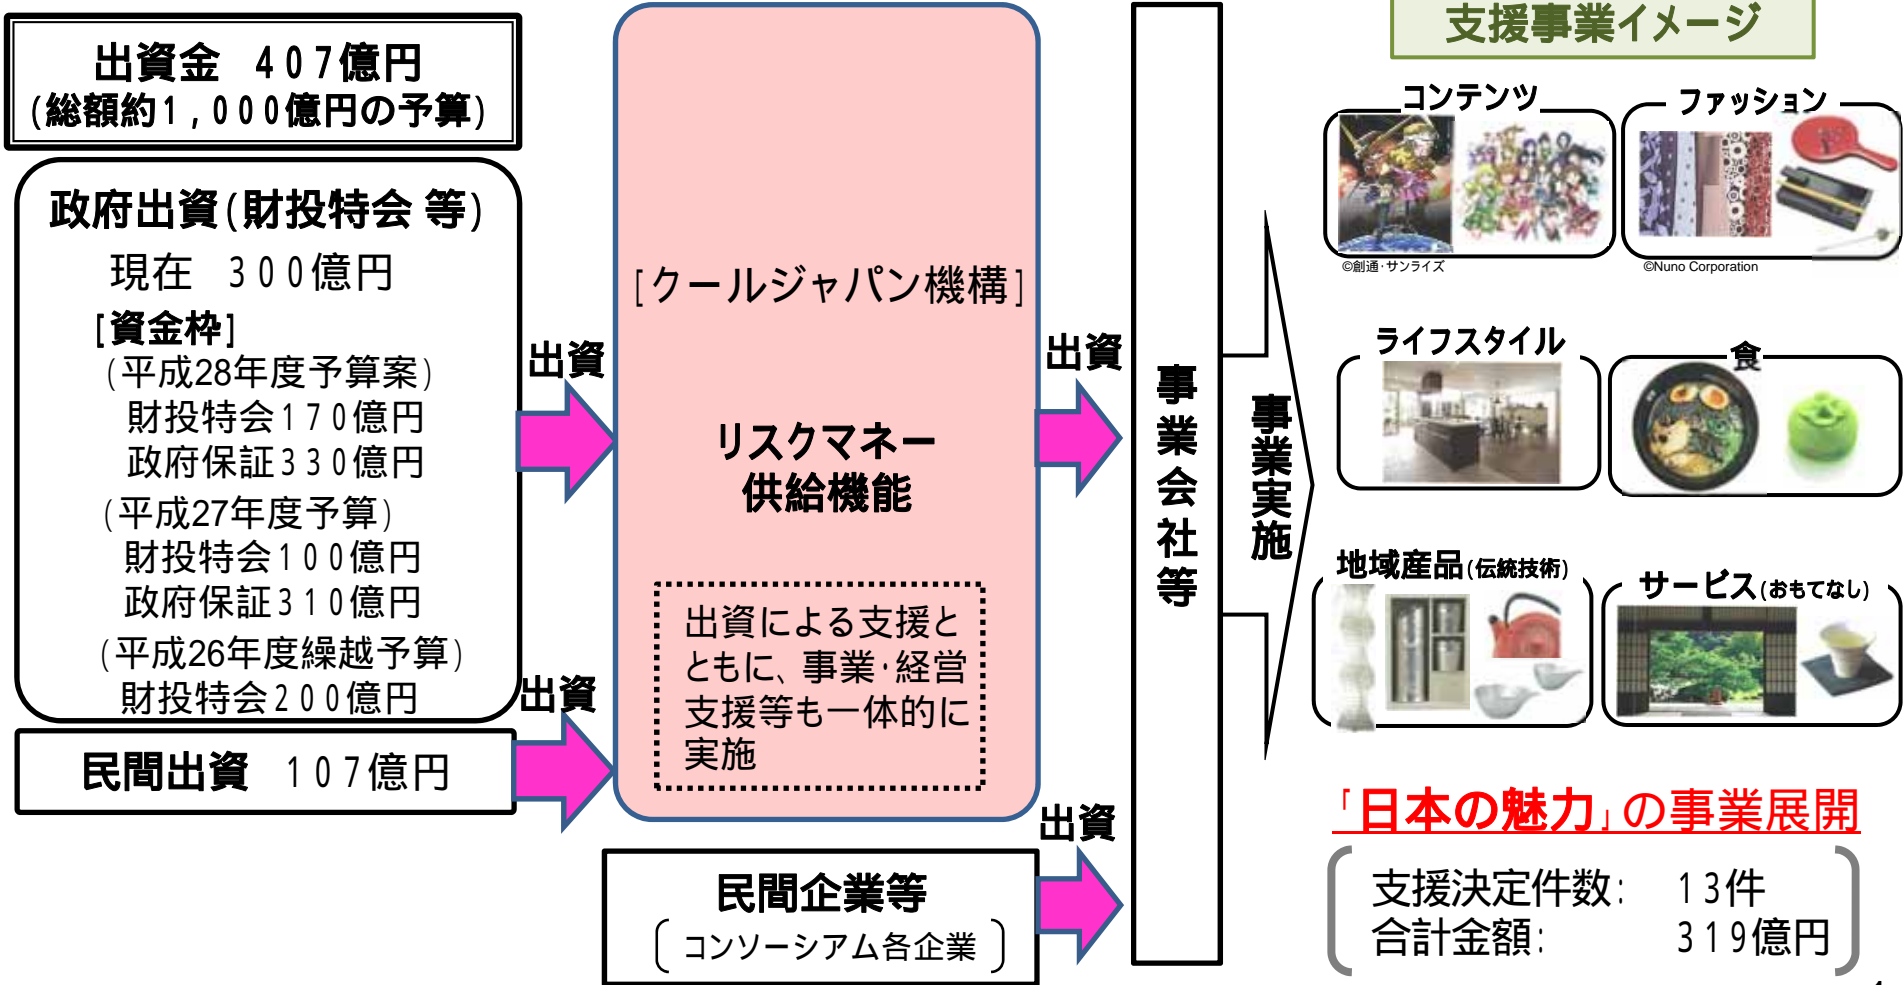 出資金 407億円
(総額約1,000億円の予算)
政府出資(財投特会 等)
現在 300億円
[資金枠]
(平成28年度予算案)
財投特会170億円
政府保証330億円
(平成27年度予算)
財投特会100億円
政府保証310億円
(平成26年度繰越予算)
財投特会200億円
民間出資 107億円
出資
出資
[クールジャパン機構]
リスクマネー
供給機能
出資による支援と
ともに、事業・経営
支援等も一体的に
実施
民間企業等
コンソーシアム各企業
出資
出資
事業会社等
事業実施
支援事業イメージ
コンテンツ
©創通・サンライズ
ファッション
©Nuno Corporation
ライフスタイル
食
地域産品(伝統技術)
サービス(おもてなし)
「日本の魅力」の事業展開
支援決定件数: 13件
合計金額: 319億円